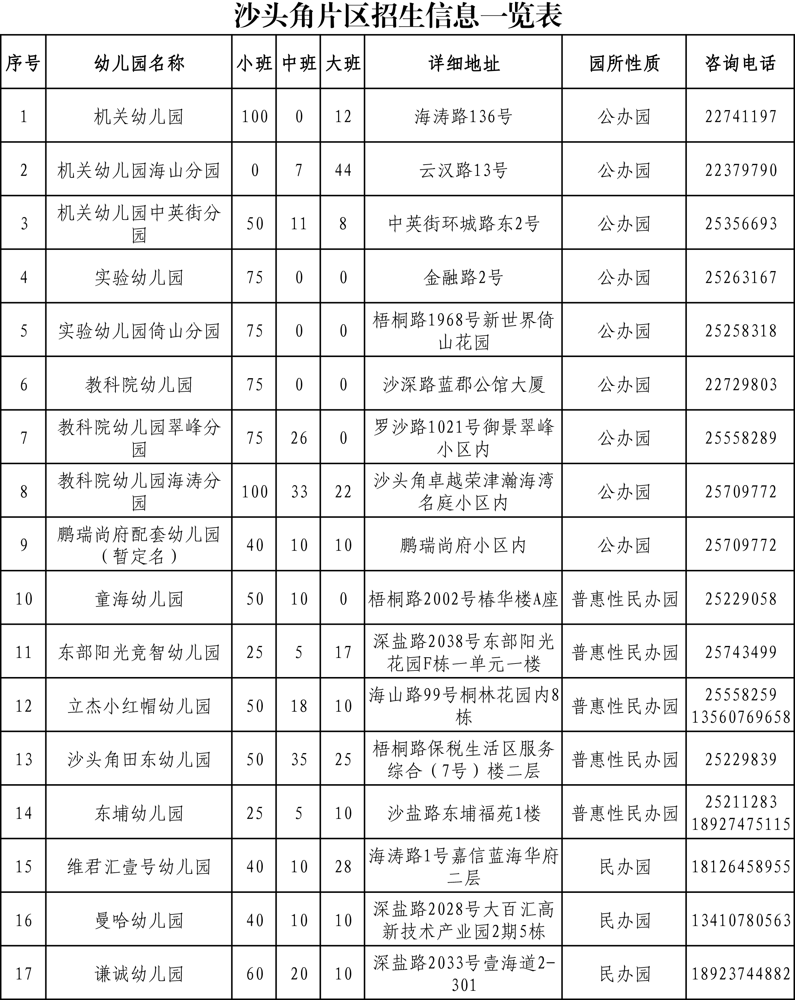 沙头角片区招生信息一览表
序号 幼儿园名称 小班 中班 大班 详细地址 园所性质 咨询电话
1 机关幼儿园 100 0 12 海涛路136号 公办园 22741197
2 机关幼儿园海山分园 0 7 44 云汉路13号 公办园 22379790
机关幼儿园中英街分
3 50 11 8 中英街环城路东2号 公办园 25356693
园
4 实验幼儿园 75 0 0 金融路2号 公办园 25263167
梧桐路1968号新世界倚
5 实验幼儿园倚山分园 75 0 0 公办园 25258318
山花园
6 教科院幼儿园 75 0 0 沙深路蓝郡公馆大厦 公办园 22729803
教科院幼儿园翠峰分 罗沙路1021号御景翠峰
7 75 26 0 公办园 25558289
园 小区内
教科院幼儿园海涛分 沙头角卓越荣津瀚海湾
8 100 33 22 公办园 25709772
园 名庭小区内
鹏瑞尚府配套幼儿园
9 40 10 10 鹏瑞尚府小区内 公办园 25709772
（暂定名）
10 童海幼儿园 50 10 0 梧桐路2002号椿华楼A座 普惠性民办园 25229058
深盐路2038号东部阳光
11 东部阳光竞智幼儿园 25 5 17 普惠性民办园 25743499
花园F栋一单元一楼
海山路99号桐林花园内8 25558259
12 立杰小红帽幼儿园 50 18 10 普惠性民办园
栋 13560769658
梧桐路保税生活区服务
13 沙头角田东幼儿园 50 35 25 普惠性民办园 25229839
综合（7号）楼二层
25211283
14 东埔幼儿园 25 5 10 沙盐路东埔福苑1楼 普惠性民办园
18927475115
海涛路1号嘉信蓝海华府
15 维君汇壹号幼儿园 40 10 28 民办园 18126458955
二层
深盐路2028号大百汇高
16 曼哈幼儿园 40 10 10 民办园 13410780563
新技术产业园2期5栋
深盐路2033号壹海道2-
17 谦诚幼儿园 60 20 10 民办园 18923744882
301